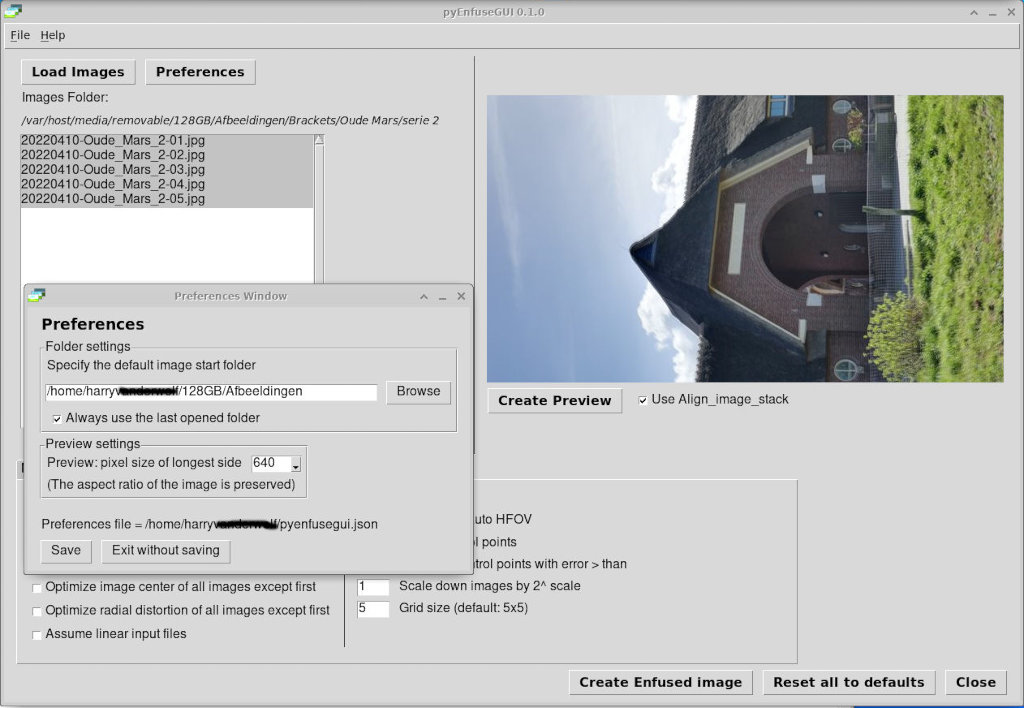 pyEnfuseGUI 0.1.0
File Help
Load Images Preferences
Images Folder:
/var/host/media/removable/128GB/Afbeeldingen/Brackets/Oude Mars/serie 2
20220410-Oude_Mars_2-01.jpg
20220410-Oude_Mars_2-02.jpg
20220410-Oude_Mars_2-03.jpg
20220410-Oude_Mars_2-04.jpg
20220410-Oude_Mars_2-05.jpg
Preferences Window
Preferences
Folder settings
Specify the default image start folder
/home/harry /128GB/Afbeeldingen Browse
Always use the last opened folder
Preview settings
Preview: pixel size of longest side 640
(The aspect ratio of the image is preserved)
Preferences file = /home/harry /pyenfusegui.json
Save Exit without saving
Create Preview Use Align_image_stack
uto HFOV
l points
trol points with error > than
Optimize image center of all images except first 1 Scale down images by 2^ scale
Optimize radial distortion of all images except first 5 Grid size (default: 5x5)
Assume linear input files
Create Enfused image Reset all to defaults Close